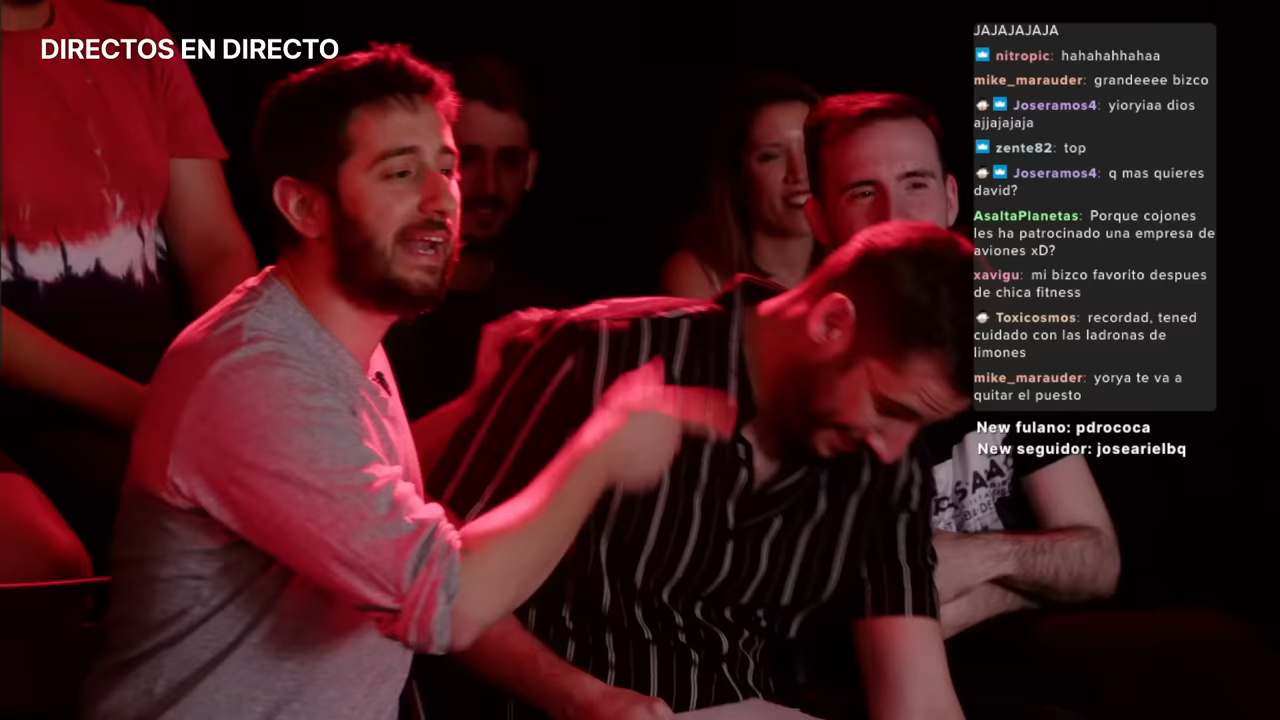 DIRECTOS EN DIRECTO
JAJAJAJAJA
nitropic: hahahahhahaa
mike_marauder: grandeeee bizco
Joseramos4: yioryiaa dios
ajjajajaja
zente82: top
Joseramos4: q mas quieres
david?
AsaltaPlanetas: Porque cojones
les ha patrocinado una empresa de
aviones xD?
xavigu: mi bizco favorito despues
de chica fitness
Toxicosmos: recordad, tened
cuidado con las ladronas de
limones
mike_marauder: yorya te va a
quitar el puesto
New fulano: pdrococa
New seguidor: josearielbq